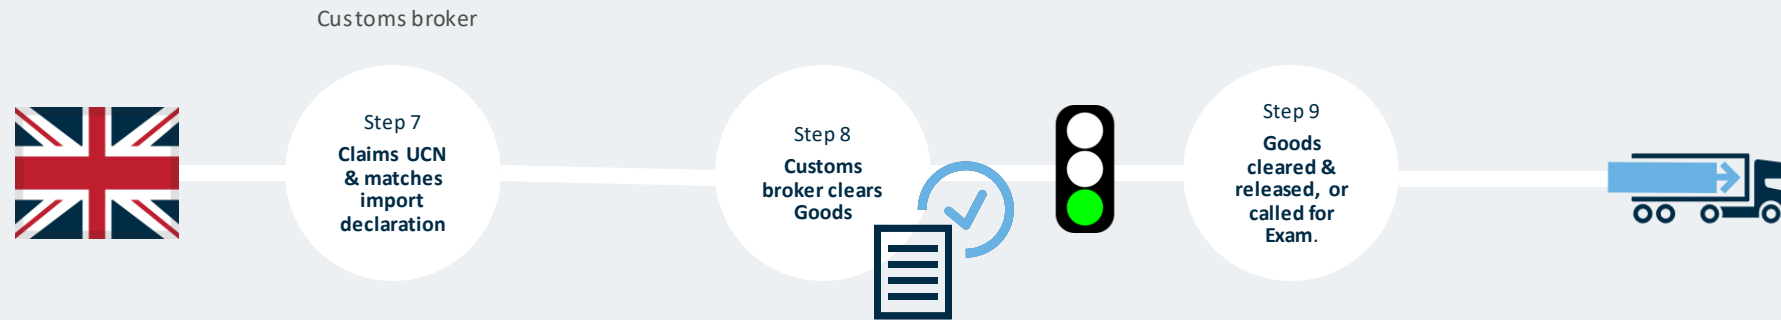 Customs broker
Step 7
Claims UCN
& matches
import
declaration
Step 8
Customs
broker clears
Goods
Step 9
Goods
cleared &
released, or
called for
Exam.